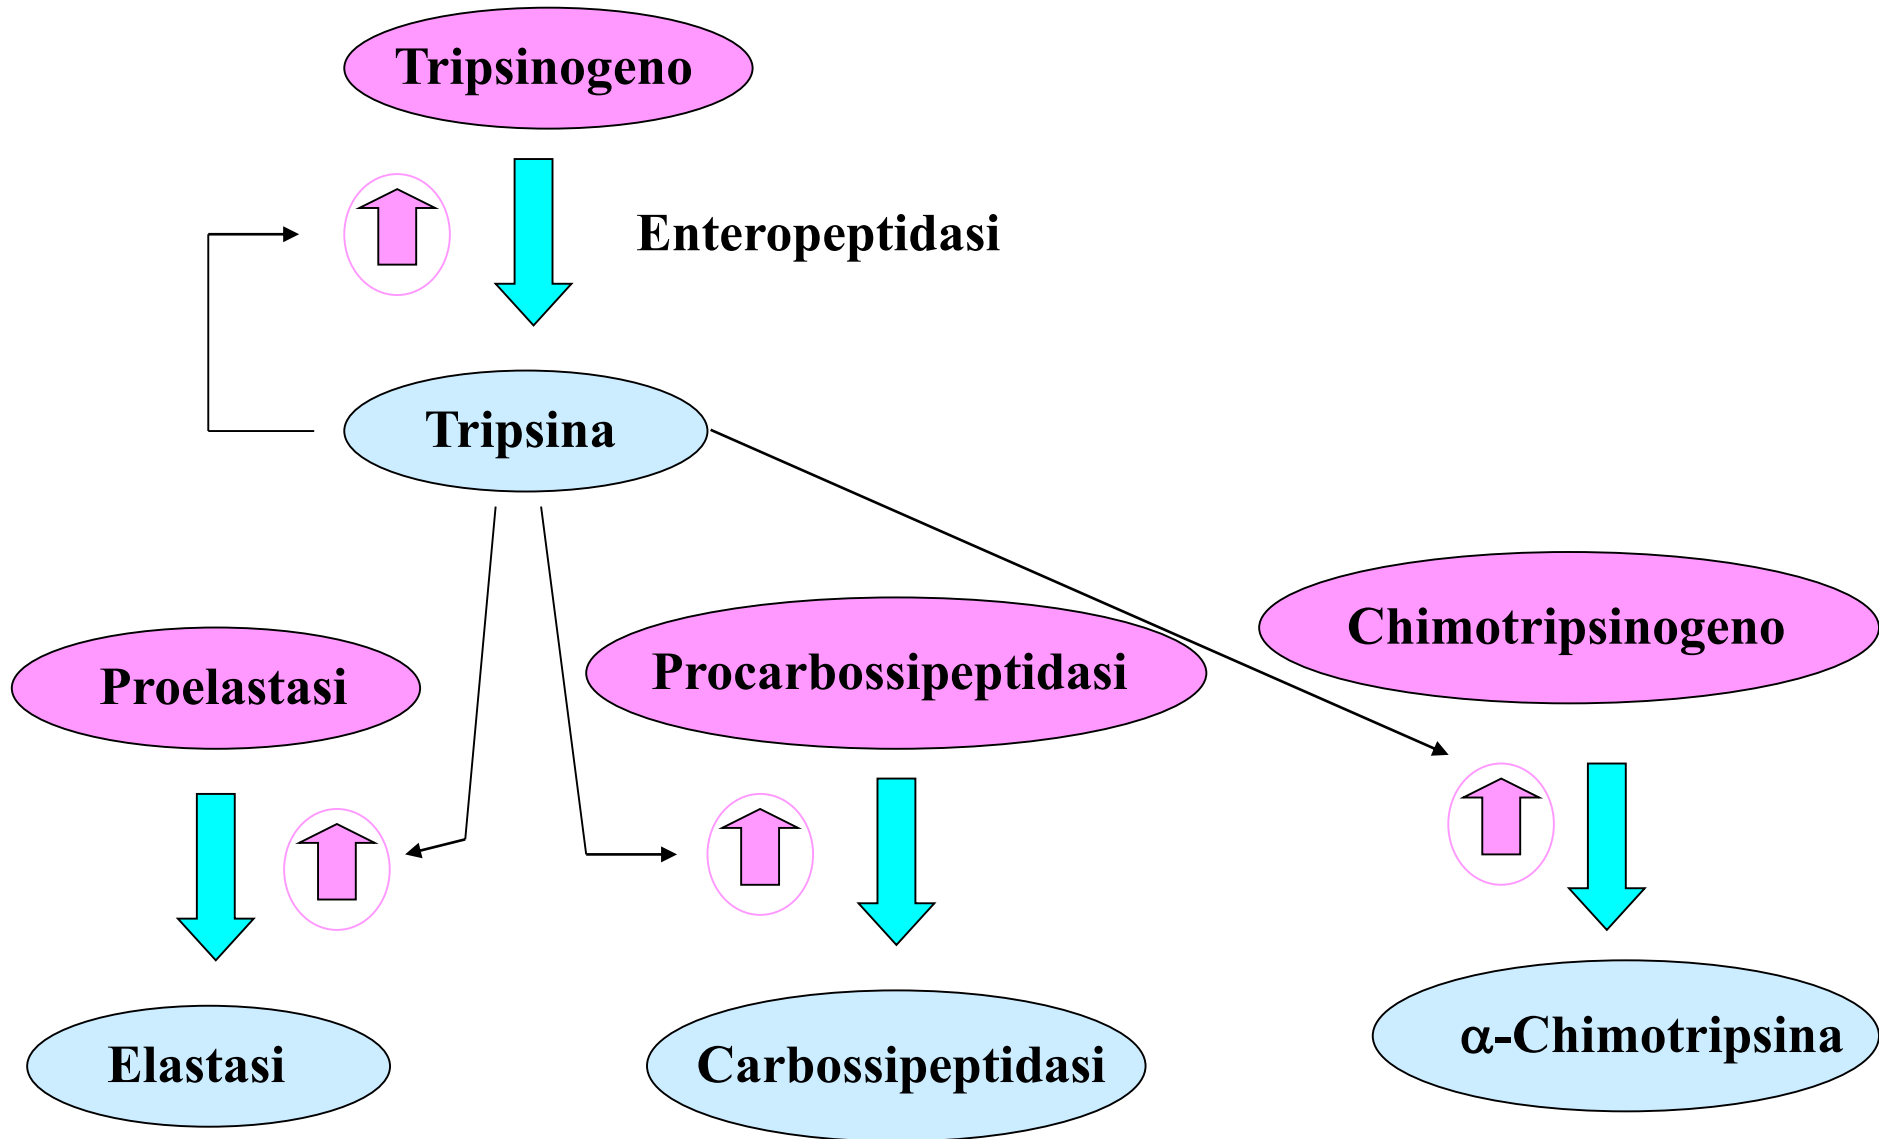 Tripsinogeno
Enteropeptidasi
Tripsina
Chimotripsinogeno
Procarbossipeptidasi
Proelastasi
α-Chimotripsina
Elastasi
Carbossipeptidasi